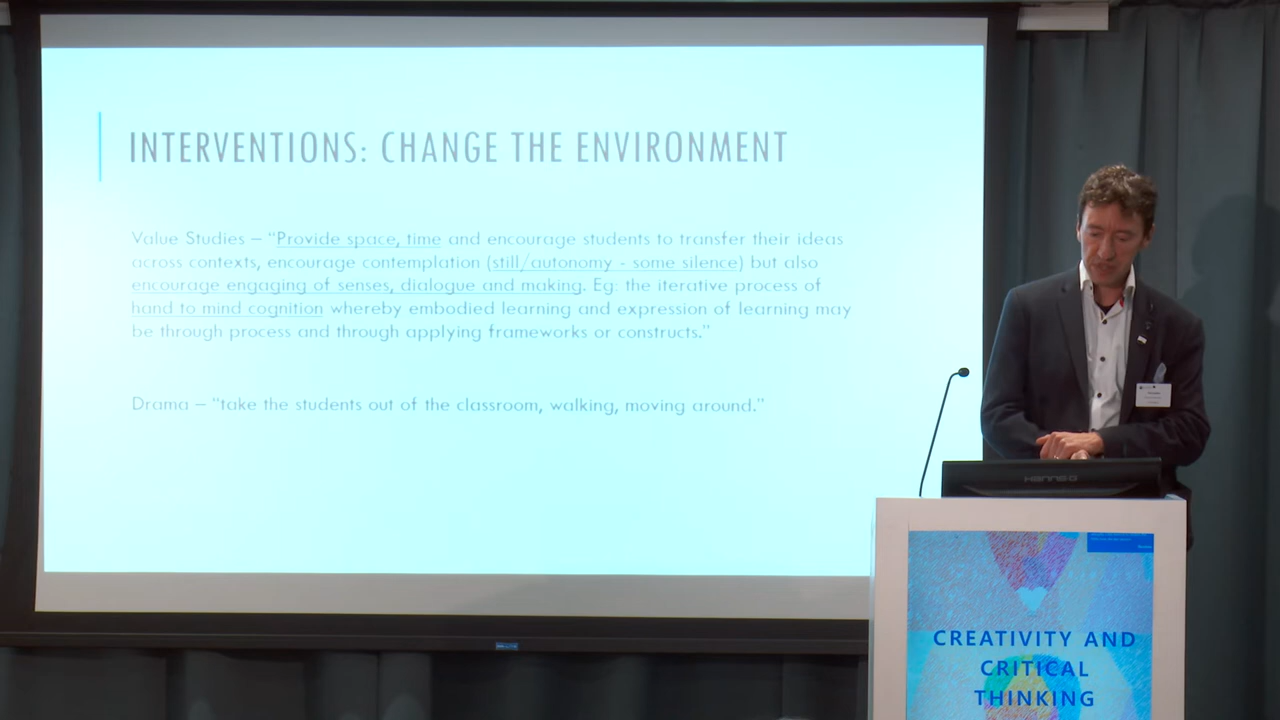 INTERVENTIONS: CHANGE THE ENVIRONMENT
Value Studies – “Provide space, time and encourage students to transfer their ideas
across contexts, encourage contemplation (still/autonomy - some silence) but also
encourage engaging of senses, dialogue and making. Eg: the iterative process of
hand to mind cognition whereby embodied learning and expression of learning may
be through process and through applying frameworks or constructs.”
Drama – “take the students out of the classroom, walking, moving around.”
HANNS.G
CREATIVITY AND
CRITICAL
THINKING